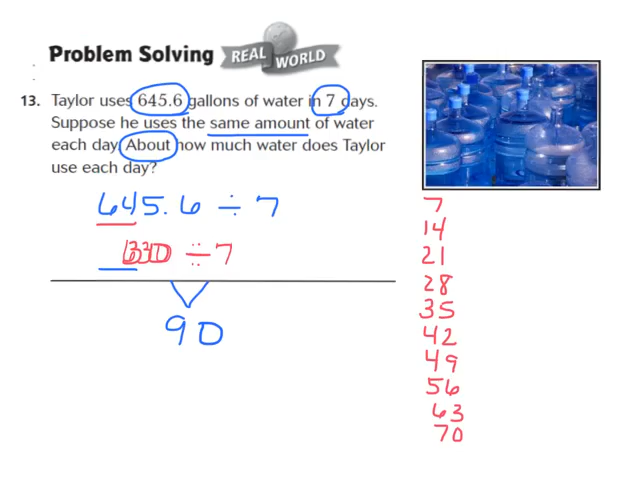 Problem Solving REAL WORLD
13. Taylor uses 645.6 gallons of water in 7 days.
Suppose he uses the same amount of water
each day. About how much water does Taylor
use each day?
645.6 ÷ 7
÷ 7
90
7
14
21
28
35
42
49
56
63
70